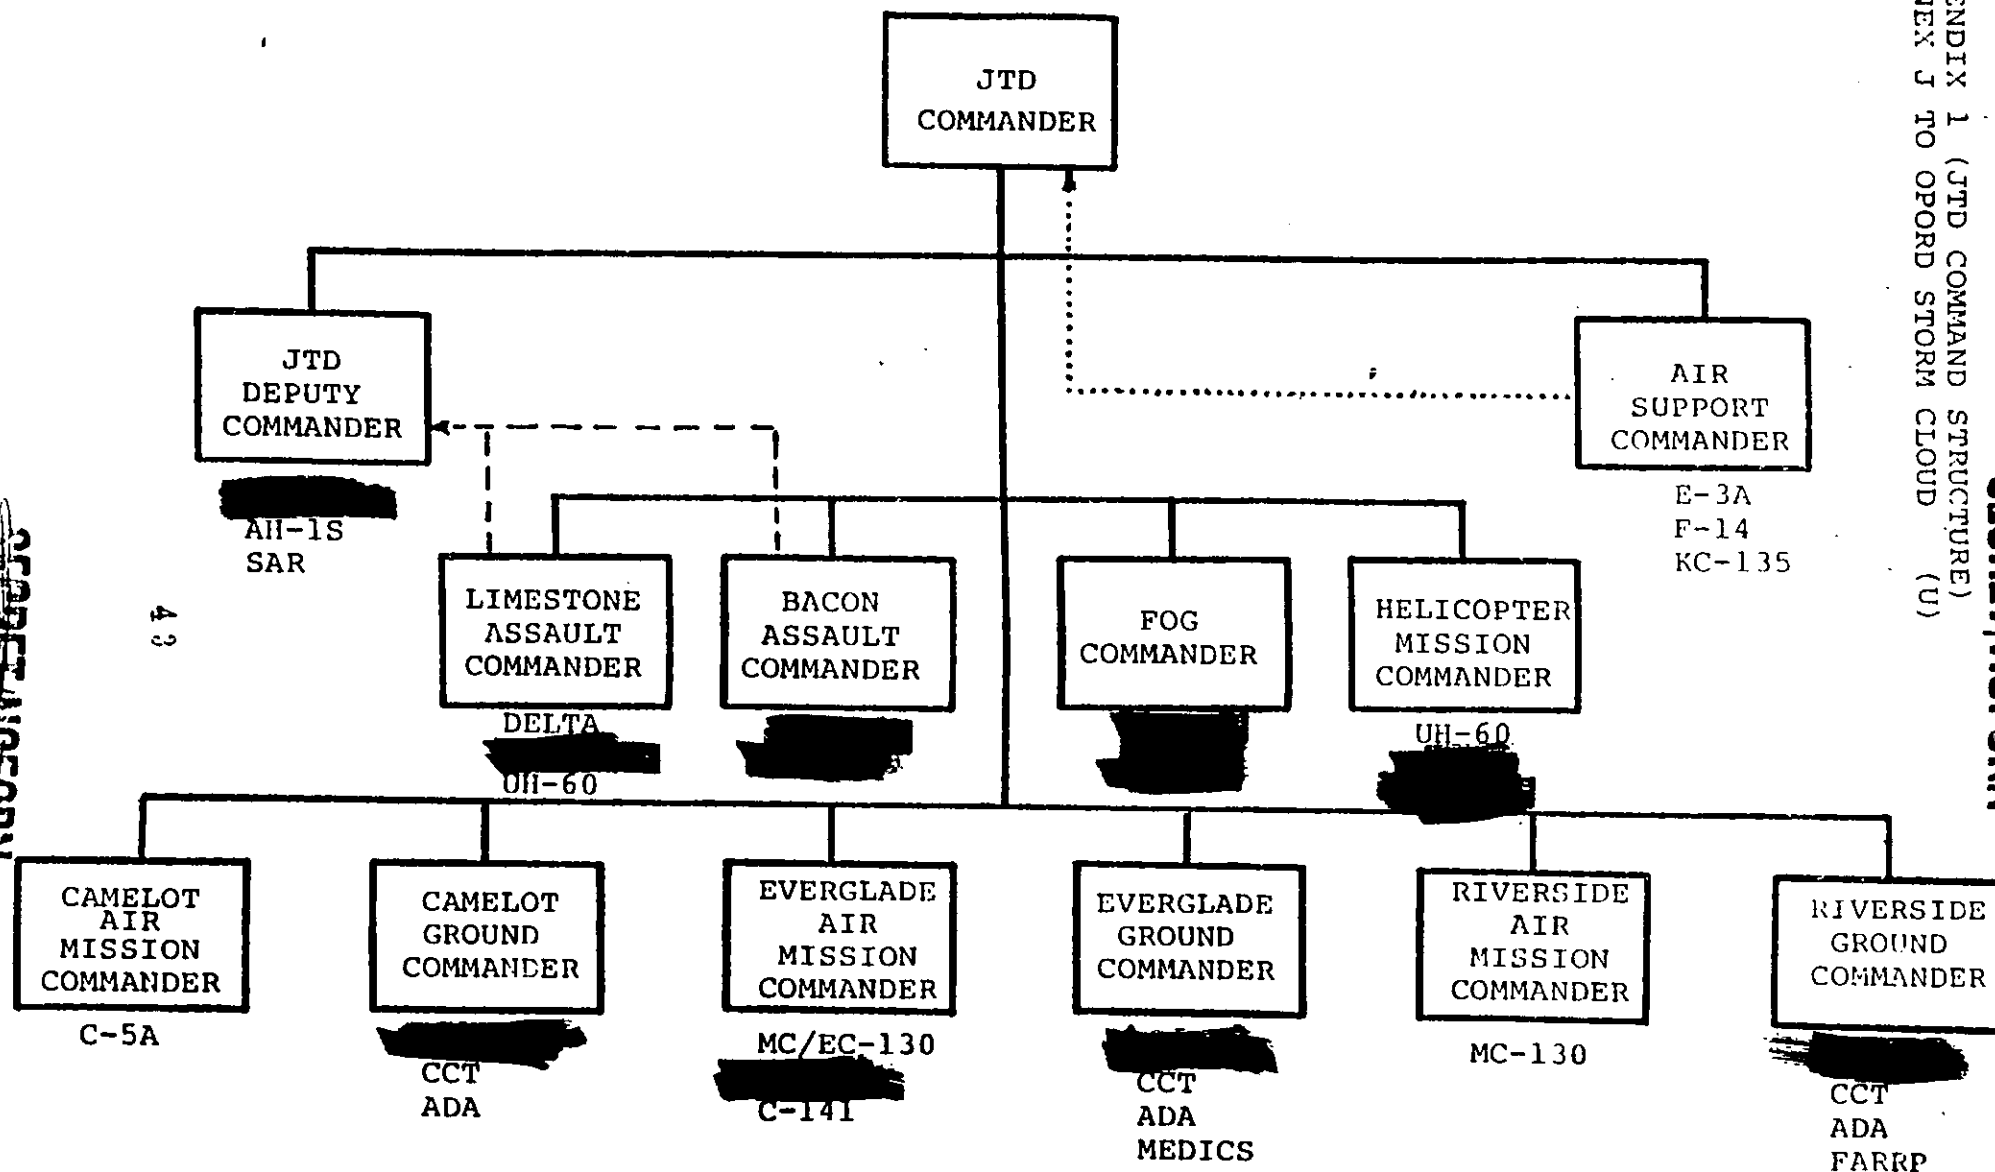 ENDIX 1 (JTD COMMAND STRUCTURE)
NEX J TO OPORD STORM CLOUD (U)
JTD
COMMANDER
JTD
DEPUTY
COMMANDER
AH-1S
SAR
AIR
SUPPORT
COMMANDER
E-3A
F-14
KC-135
LIMESTONE
ASSAULT
COMMANDER
DELTA
UH-60
BACON
ASSAULT
COMMANDER
FOG
COMMANDER
HELICOPTER
MISSION
COMMANDER
UH-60
CAMELOT
AIR
MISSION
COMMANDER
C-5A
CAMELOT
GROUND
COMMANDER
CCT
ADA
EVERGLADE
AIR
MISSION
COMMANDER
MC/EC-130
C-141
EVERGLADE
GROUND
COMMANDER
CCT
ADA
MEDICS
RIVERSIDE
AIR
MISSION
COMMANDER
MC-130
RIVERSIDE
GROUND
COMMANDER
CCT
ADA
FARRP